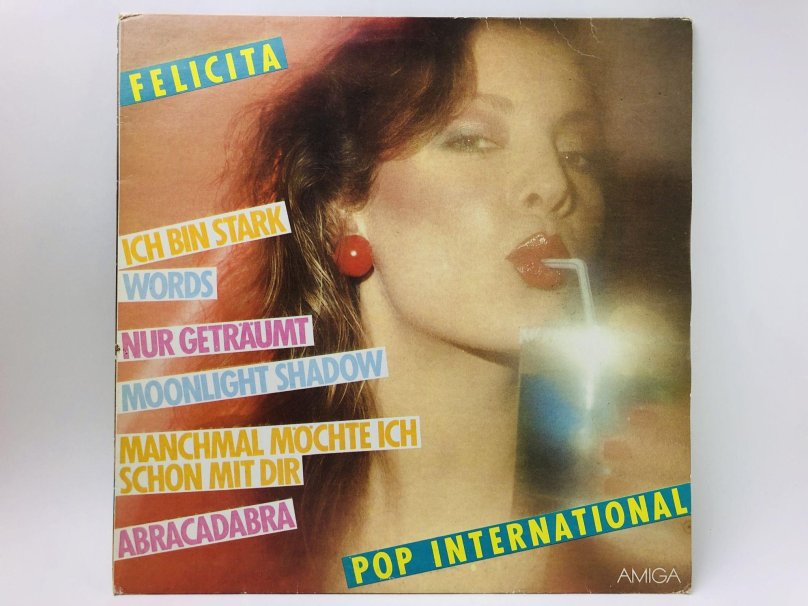 FELICITA
ICH BIN STARK
WORDS
NUR GETRÄUMT
MOONLIGHT SHADOW
MANCHMAL MÖCHTE ICH
SCHON MIT DIR
ABRACADABRA
POP INTERNATIONAL
AMIGA